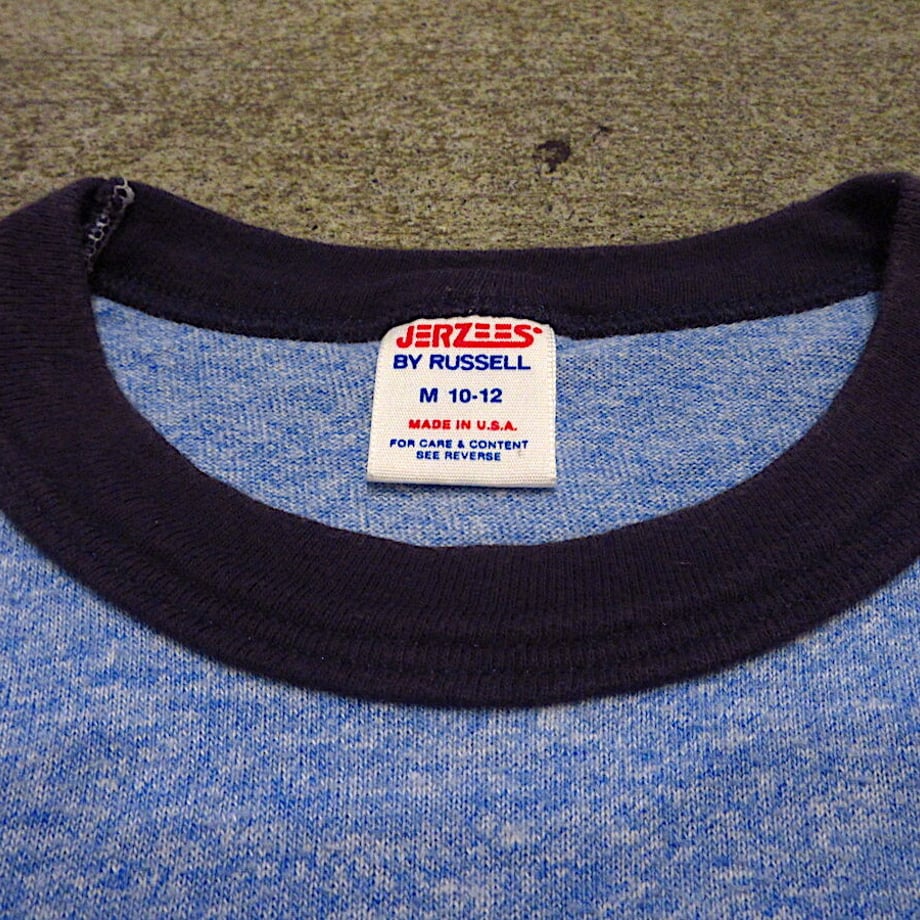 JERZEES
BY RUSSELL
M 10-12
MADE IN U.S.A.
FOR CARE & CONTENT
SEE REVERSE